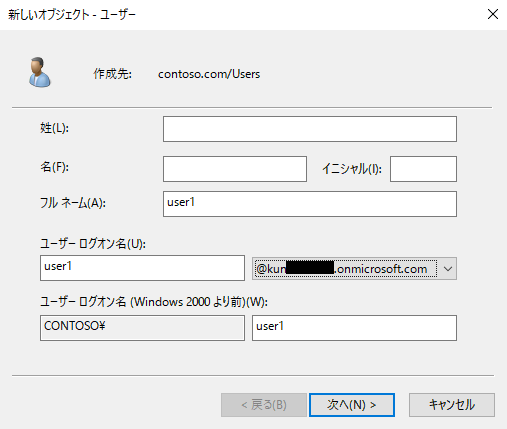 新しいオブジェクト - ユーザー
作成先: contoso.com/Users
姓(L):
名(F): イニシャル(I):
フル ネーム(A): user1
ユーザー ログオン名(U):
user1 @kun .onmicrosoft.com
ユーザー ログオン名 (Windows 2000 より前)(W):
CONTOSO¥ user1
< 戻る(B) 次へ(N) > キャンセル